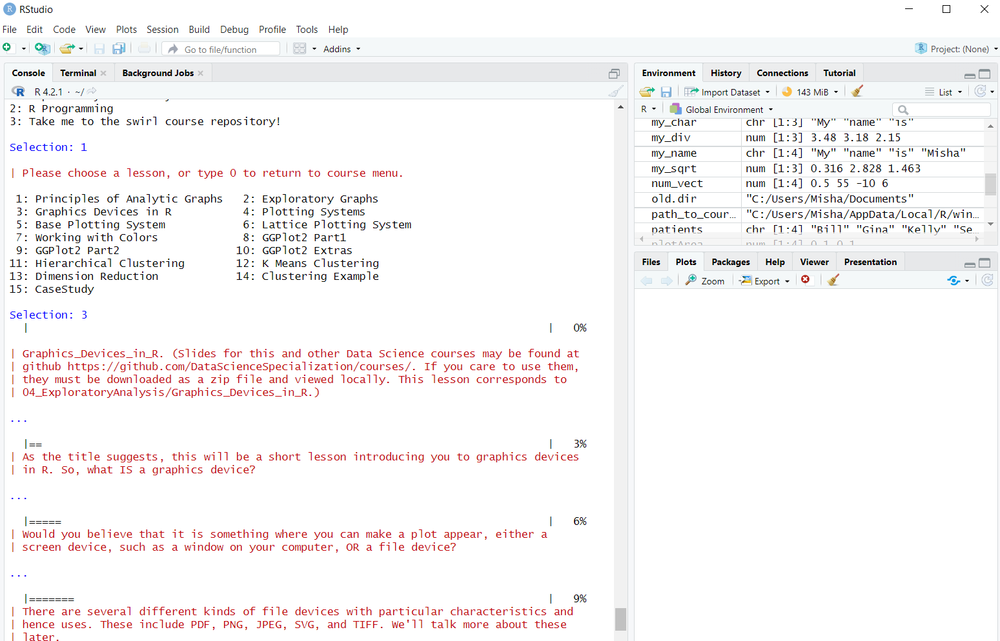 RStudio
File Edit Code View Plots Session Build Debug Profile Tools Help
Go to file/function Addins Project: (None)
Console Terminal Background Jobs
R 4.2.1 · ~/
2: R Programming
3: Take me to the swirl course repository!
Selection: 1
| Please choose a lesson, or type 0 to return to course menu.
1: Principles of Analytic Graphs 2: Exploratory Graphs
3: Graphics Devices in R 4: Plotting Systems
5: Base Plotting System 6: Lattice Plotting System
7: Working with Colors 8: GGPlot2 Part1
9: GGPlot2 Part2 10: GGPlot2 Extras
11: Hierarchical Clustering 12: K Means Clustering
13: Dimension Reduction 14: Clustering Example
15: CaseStudy
Selection: 3
| | 0%
| Graphics_Devices_in_R. (Slides for this and other Data Science courses may be found at
| github https://github.com/DataScienceSpecialization/courses/. If you care to use them,
| they must be downloaded as a zip file and viewed locally. This lesson corresponds to
| 04_ExploratoryAnalysis/Graphics_Devices_in_R.)
...
|== | 3%
| As the title suggests, this will be a short lesson introducing you to graphics devices
| in R. So, what IS a graphics device?
...
|===== | 6%
| Would you believe that it is something where you can make a plot appear, either a
| screen device, such as a window on your computer, OR a file device?
...
|======= | 9%
| There are several different kinds of file devices with particular characteristics and
| hence uses. These include PDF, PNG, JPEG, SVG, and TIFF. We'll talk more about these
| later.
Environment History Connections Tutorial
Import Dataset 143 MiB List
R Global Environment
my_char chr [1:3] "My" "name" "is"
my_div num [1:3] 3.48 3.18 2.15
my_name chr [1:4] "My" "name" "is" "Misha"
my_sqrt num [1:3] 0.316 2.828 1.463
num_vect num [1:4] 0.5 55 -10 6
old.dir "C:/Users/Misha/Documents"
path_to_cour... "C:/Users/Misha/AppData/Local/R/win...
patients chr [1:4] "Bill" "Gina" "Kelly" "Se...
plotArea num [1:4] 0 1 0 1
Files Plots Packages Help Viewer Presentation
Zoom Export